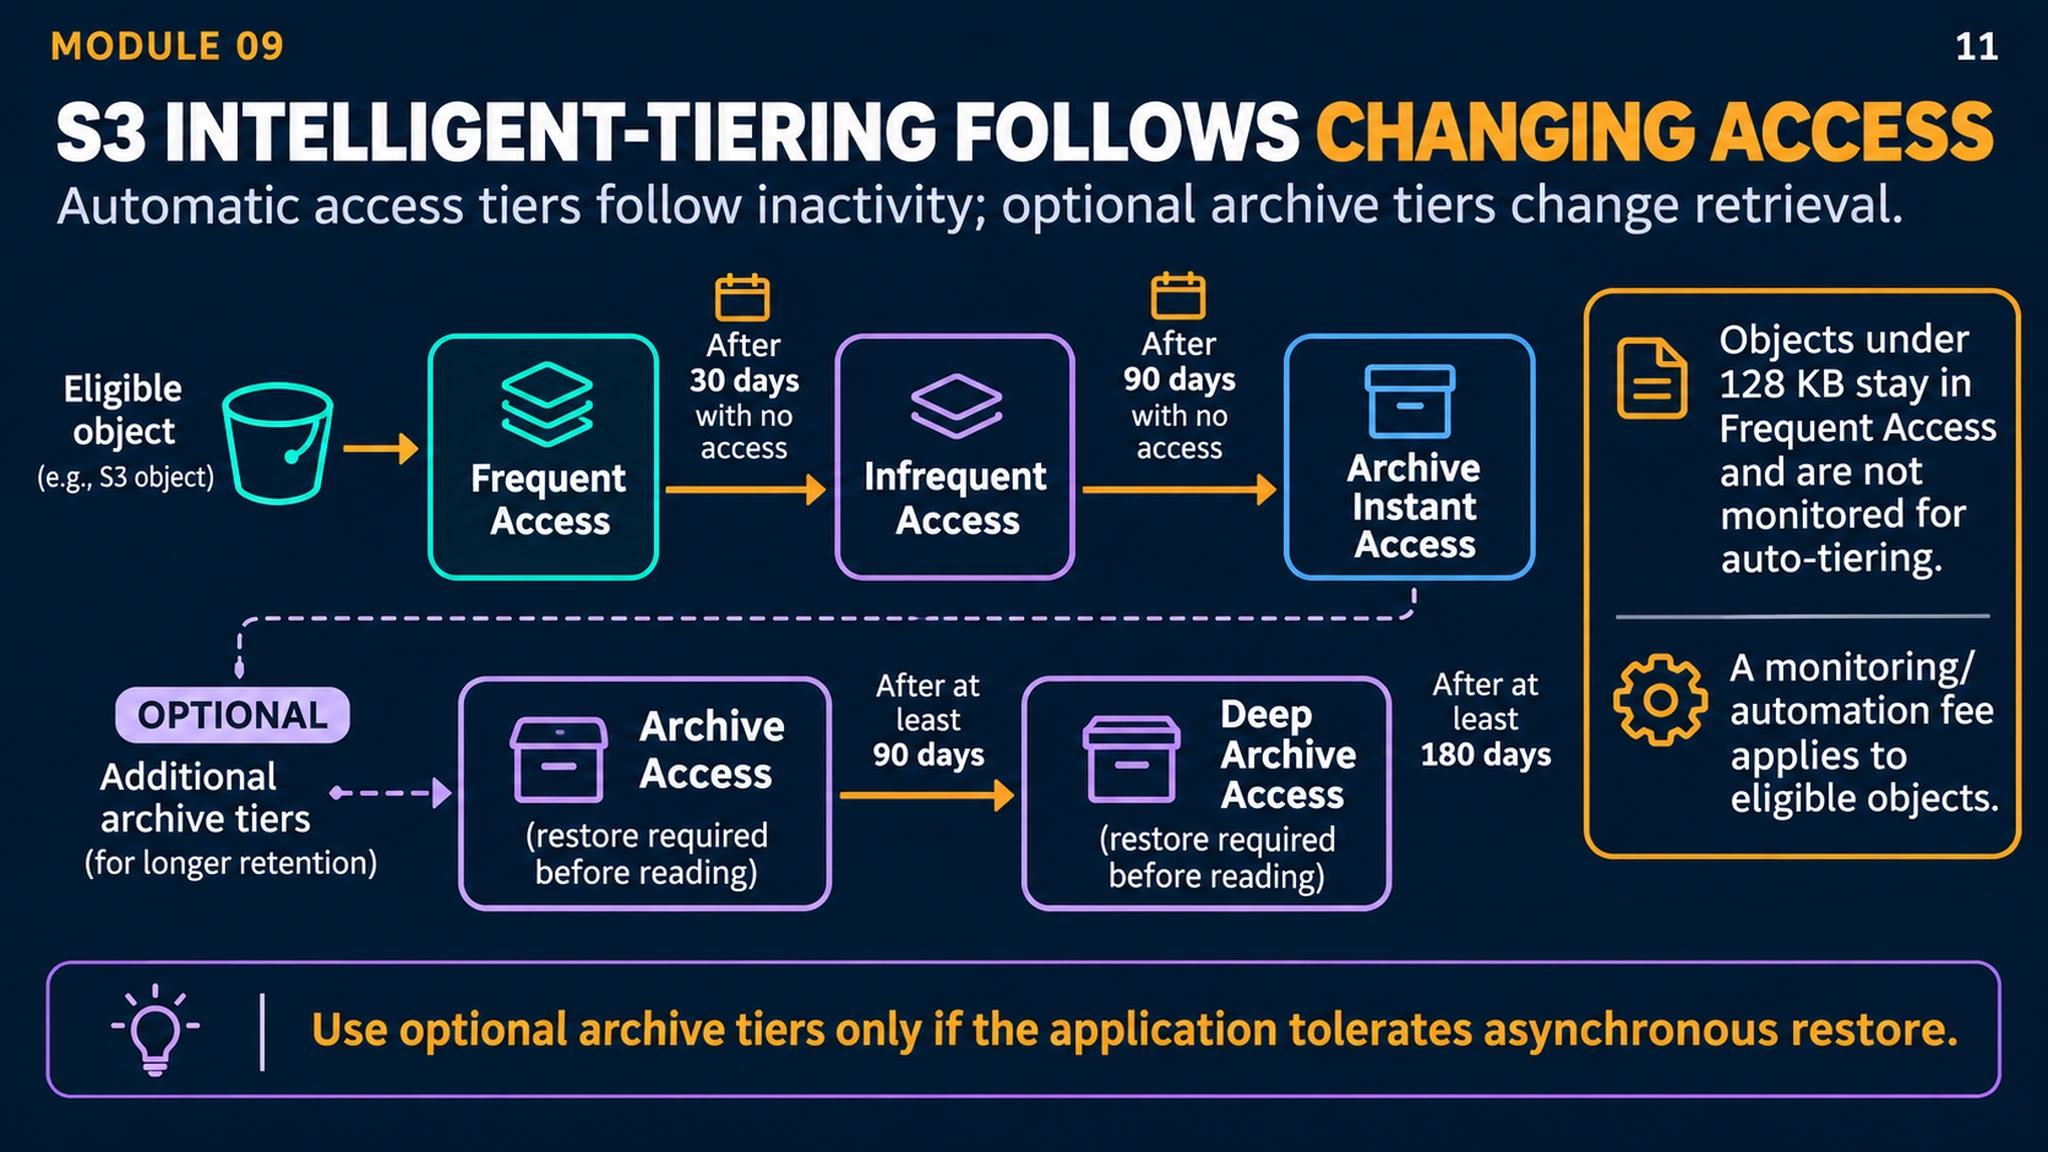 MODULE 09
11
S3 INTELLIGENT-TIERING FOLLOWS CHANGING ACCESS
Automatic access tiers follow inactivity; optional archive tiers change retrieval.
Eligible
object
(e.g., S3 object)
Frequent
Access
After
30 days
with no
access
Infrequent
Access
After
90 days
with no
access
Archive
Instant
Access
Objects under
128 KB stay in
Frequent Access
and are not
monitored for
auto-tiering.
A monitoring/
automation fee
applies to
eligible objects.
OPTIONAL
Additional
archive tiers
(for longer retention)
Archive
Access
(restore required
before reading)
After at
least
90 days
Deep
Archive
Access
(restore required
before reading)
After at
least
180 days
Use optional archive tiers only if the application tolerates asynchronous restore.